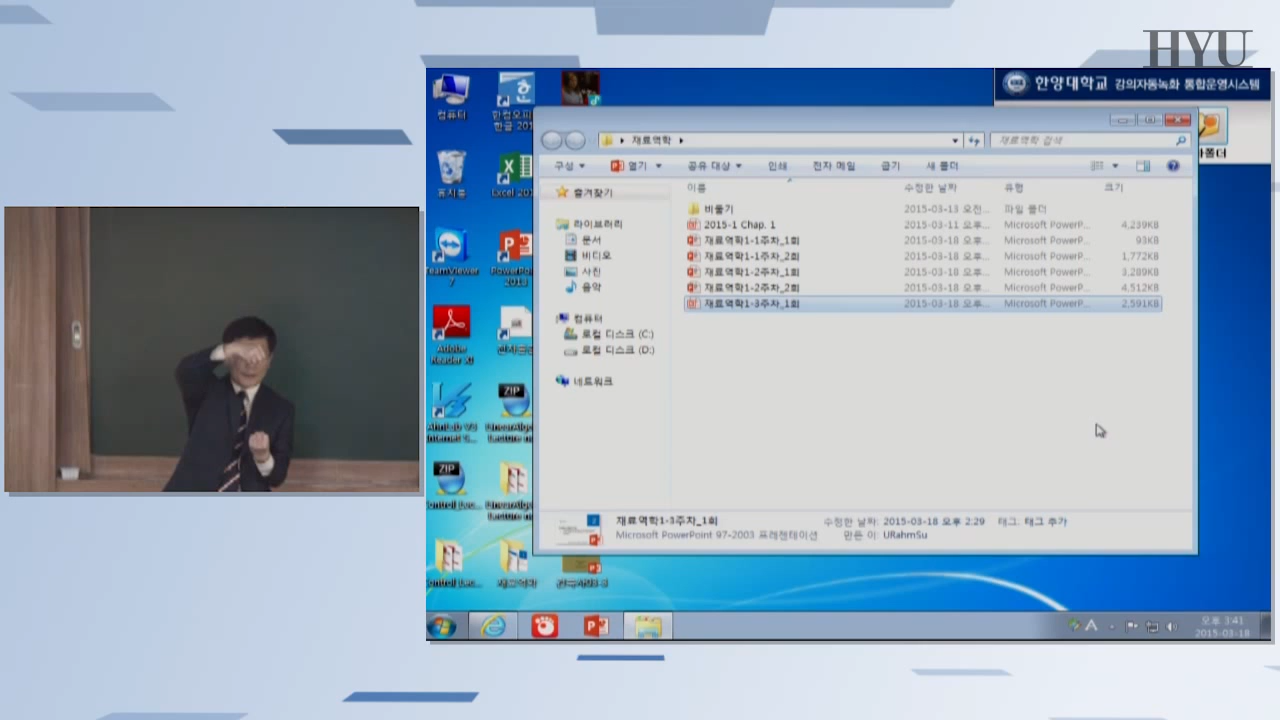 HYU
한양대학교 강의자동녹화 통합운영시스템
컴퓨터
휴지통
Excel 201
TeamViewer 7
PowerPoi
2013
Adobe
Reader XI
ZIP
ZIP
재료역학
재료역학 검색
구성 열기 공유 대상 인쇄 전자 메일 굽기 새 폴더
즐겨찾기
라이브러리
문서
비디오
사진
음악
컴퓨터
로컬 디스크 (C:)
로컬 디스크 (D:)
네트워크
이름 수정한 날짜 유형 크기
비울기 2015-03-13 오전... 파일 폴더
2015-1 Chap. 1 2015-03-11 오후... Microsoft PowerP... 4,239KB
재료역학1-1주차_1회 2015-03-18 오후... Microsoft PowerP... 93KB
재료역학1-1주차_2회 2015-03-18 오후... Microsoft PowerP... 1,772KB
재료역학1-2주차_1회 2015-03-18 오후... Microsoft PowerP... 3,289KB
재료역학1-2주차_2회 2015-03-18 오후... Microsoft PowerP... 4,512KB
재료역학1-3주차_1회 2015-03-18 오후... Microsoft PowerP... 2,591KB
재료역학1-3주차_1회 수정한 날짜: 2015-03-18 오후 2:29 태그: 태그 추가
Microsoft PowerPoint 97-2003 프레젠테이션 만든 이: URahmSu
A 오후 3:41
2015-03-18